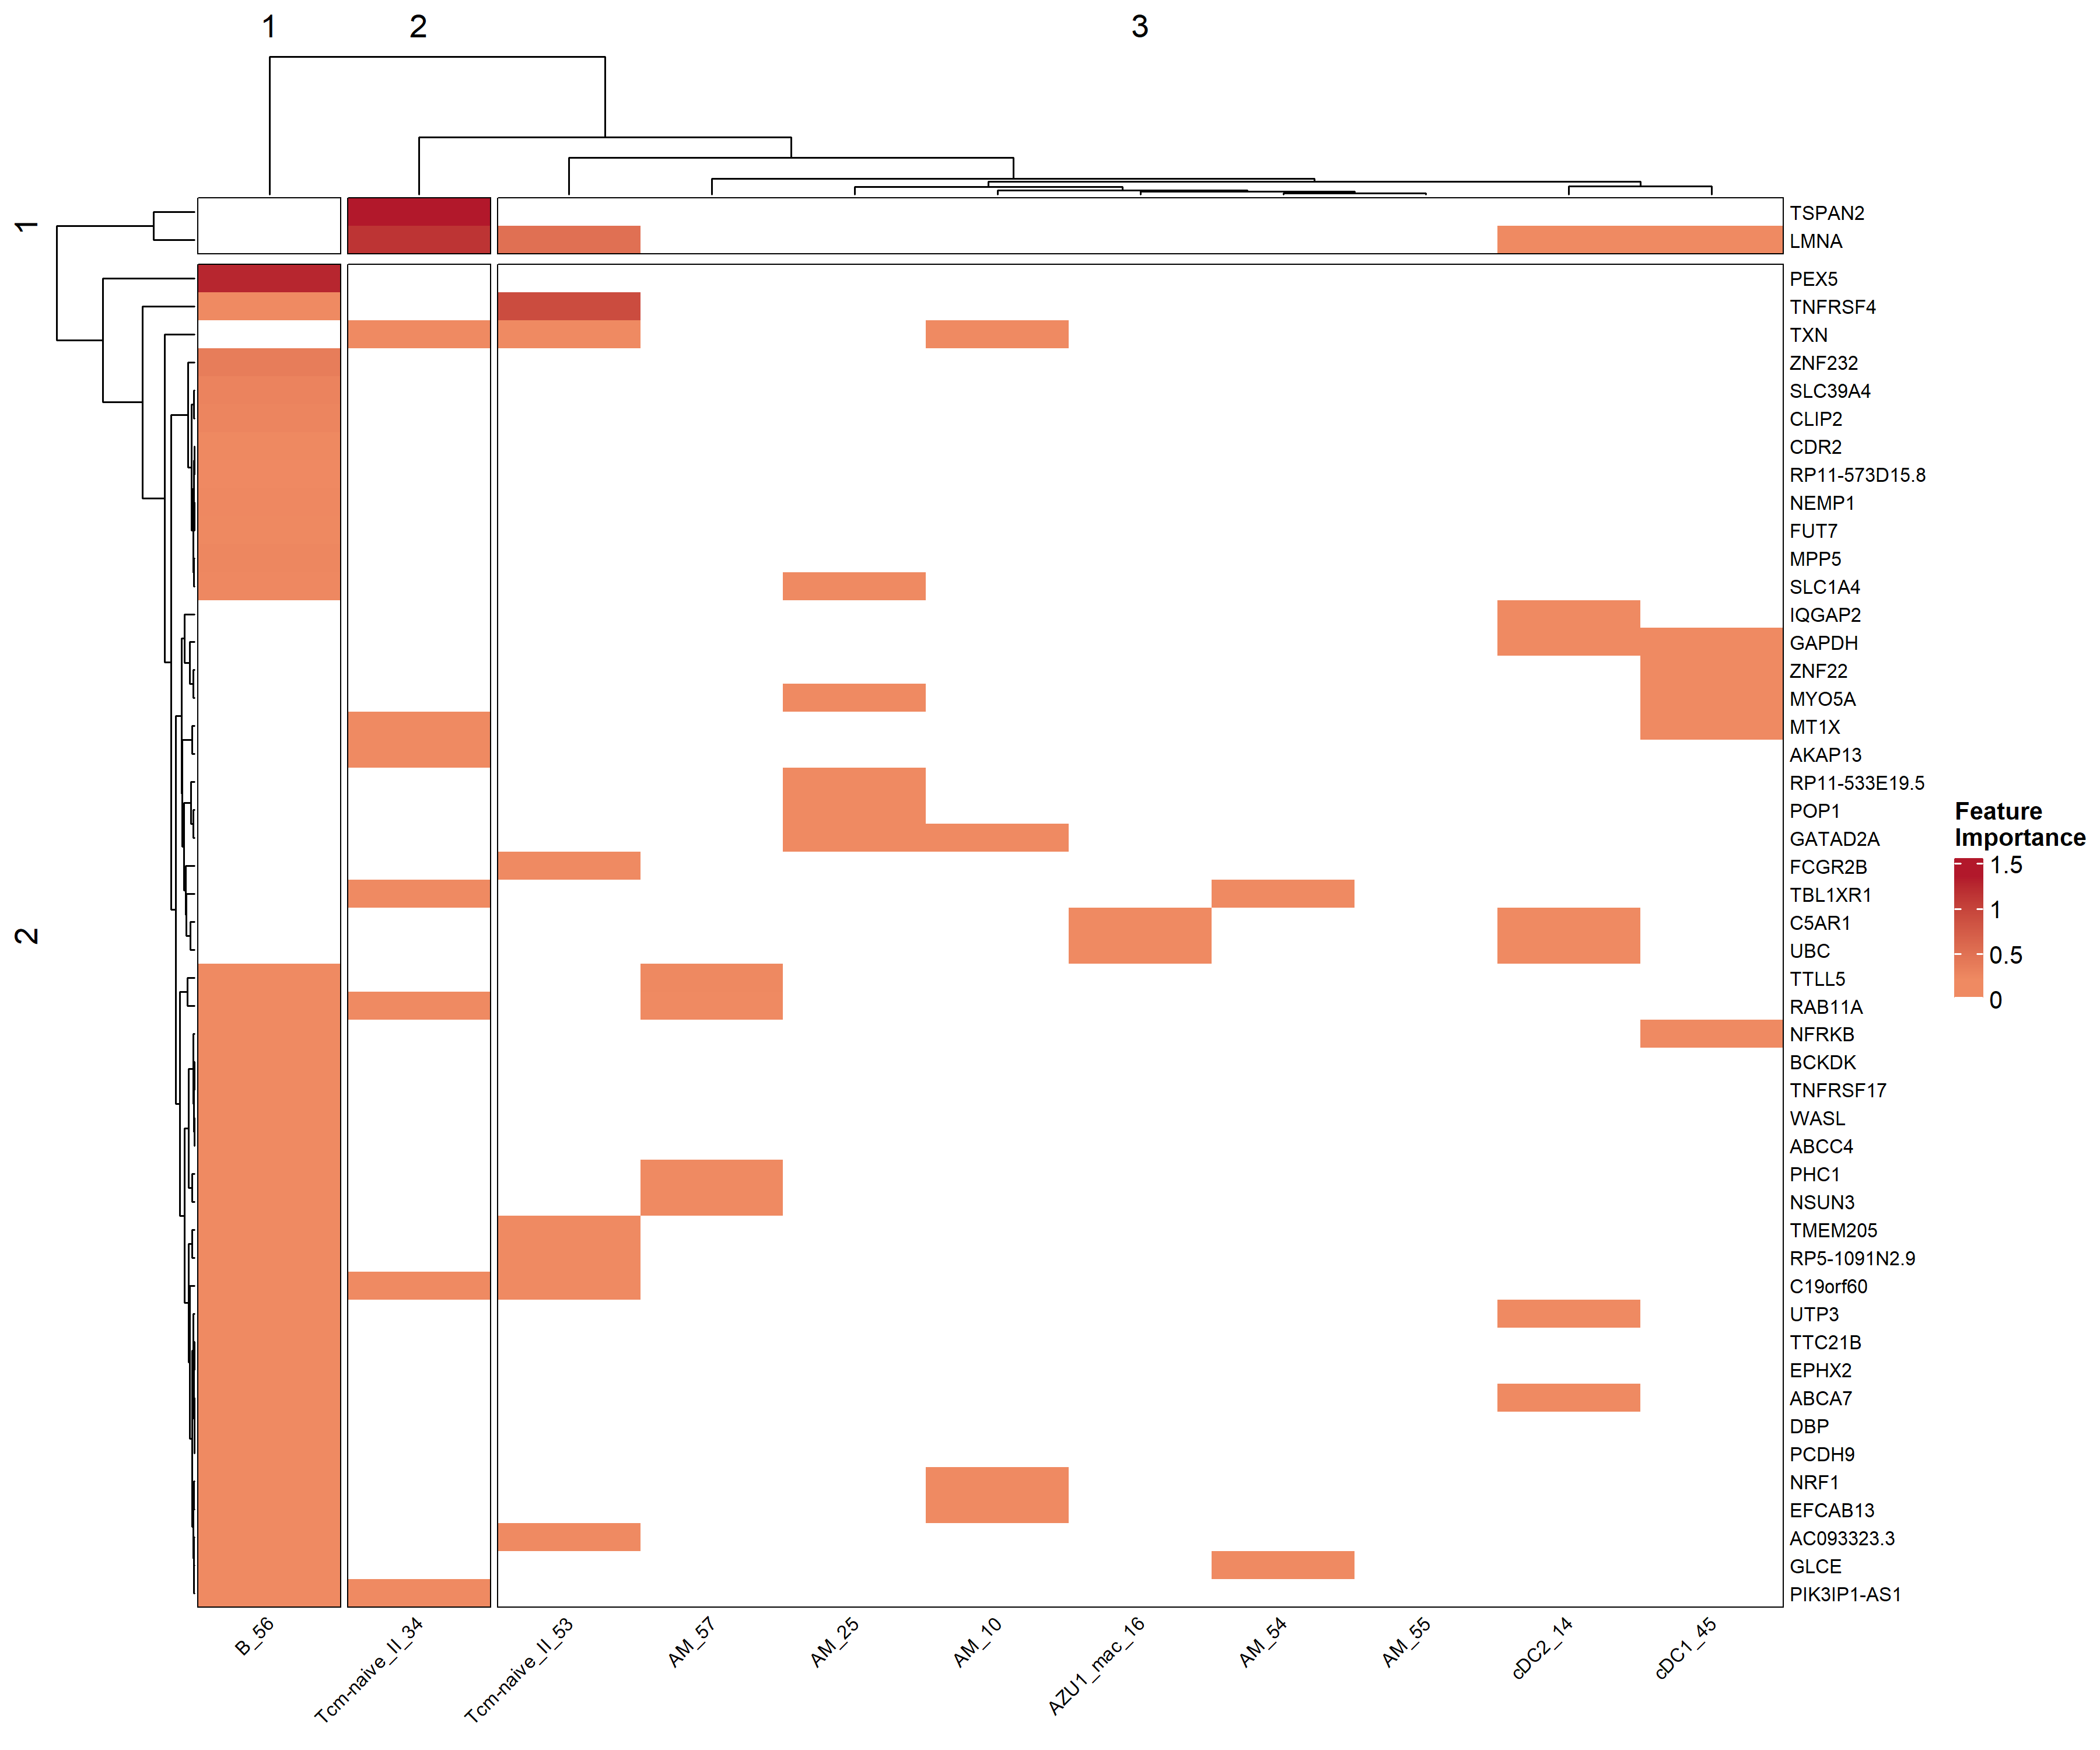 1
2
3
1
2
TSPAN2
LMNA
PEX5
TNFRSF4
TXN
ZNF232
SLC39A4
CLIP2
CDR2
RP11-573D15.8
NEMP1
FUT7
MPP5
SLC1A4
IQGAP2
GAPDH
ZNF22
MYO5A
MT1X
AKAP13
RP11-533E19.5
POP1
GATAD2A
FCGR2B
TBL1XR1
C5AR1
UBC
TTLL5
RAB11A
NFRKB
BCKDK
TNFRSF17
WASL
ABCC4
PHC1
NSUN3
TMEM205
RP5-1091N2.9
C19orf60
UTP3
TTC21B
EPHX2
ABCA7
DBP
PCDH9
NRF1
EFCAB13
AC093323.3
GLCE
PIK3IP1-AS1
Feature
Importance
1.5
1
0.5
0
B_56
Tcm-naive_II_34
Tcm-naive_II_53
AM_57
AM_25
AM_10
AZU1_mac_16
AM_54
AM_55
cDC2_14
cDC1_45